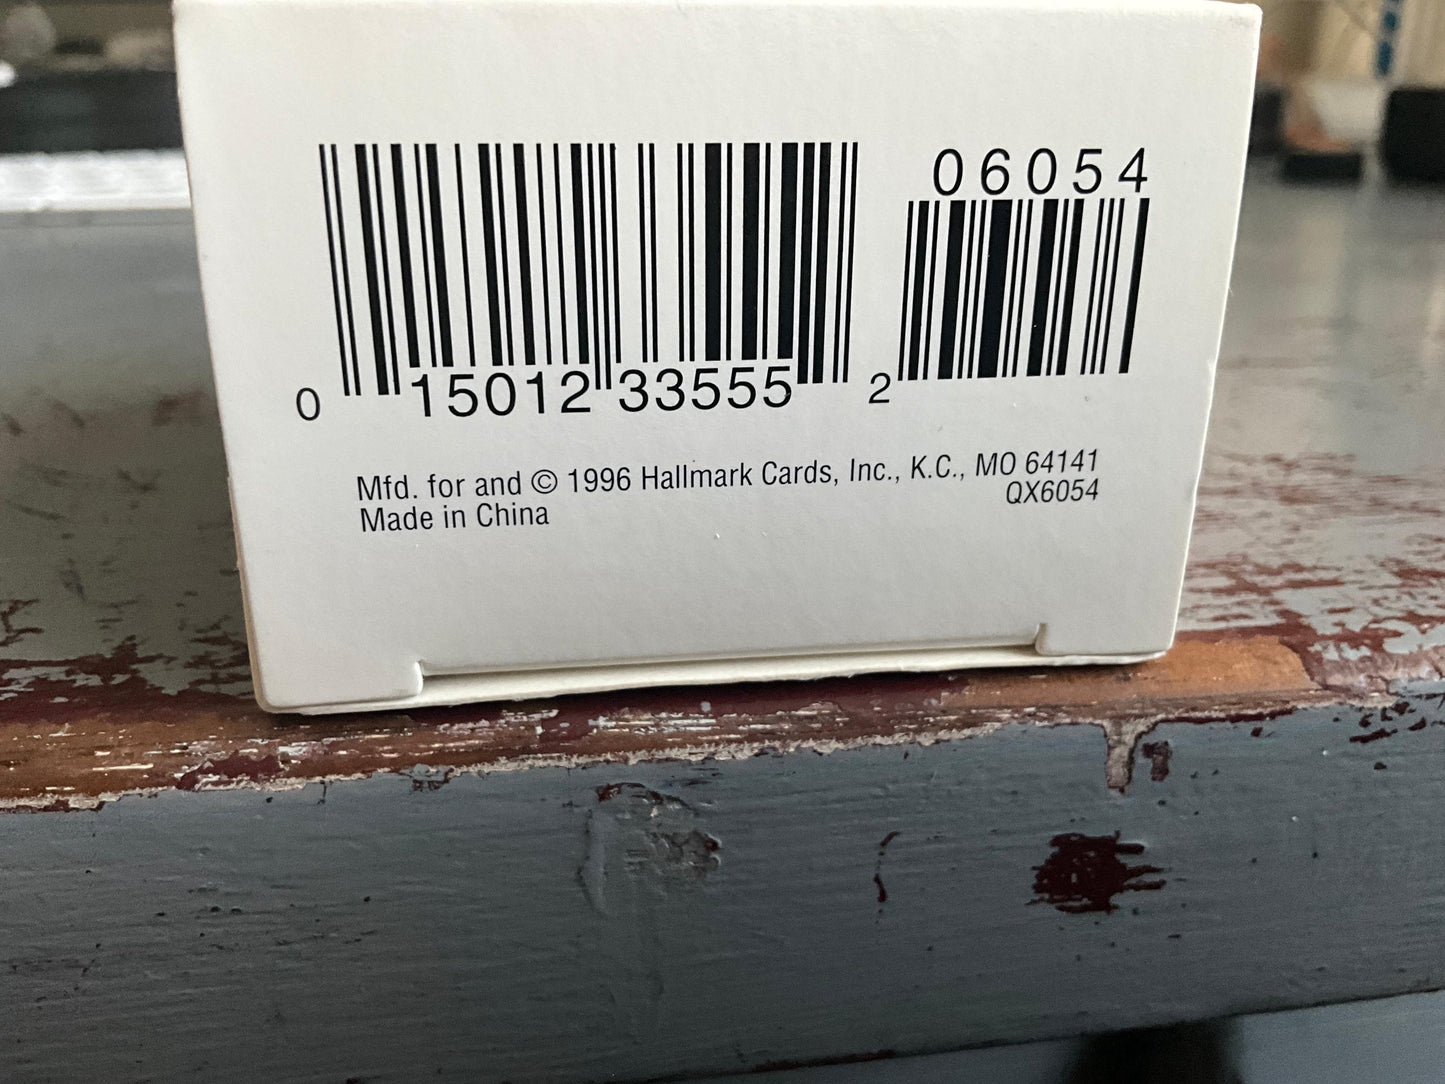 06054
0 15012 33555 2
Mfd. for and © 1996 Hallmark Cards, Inc., K.C., MO 64141
QX6054
Made in China